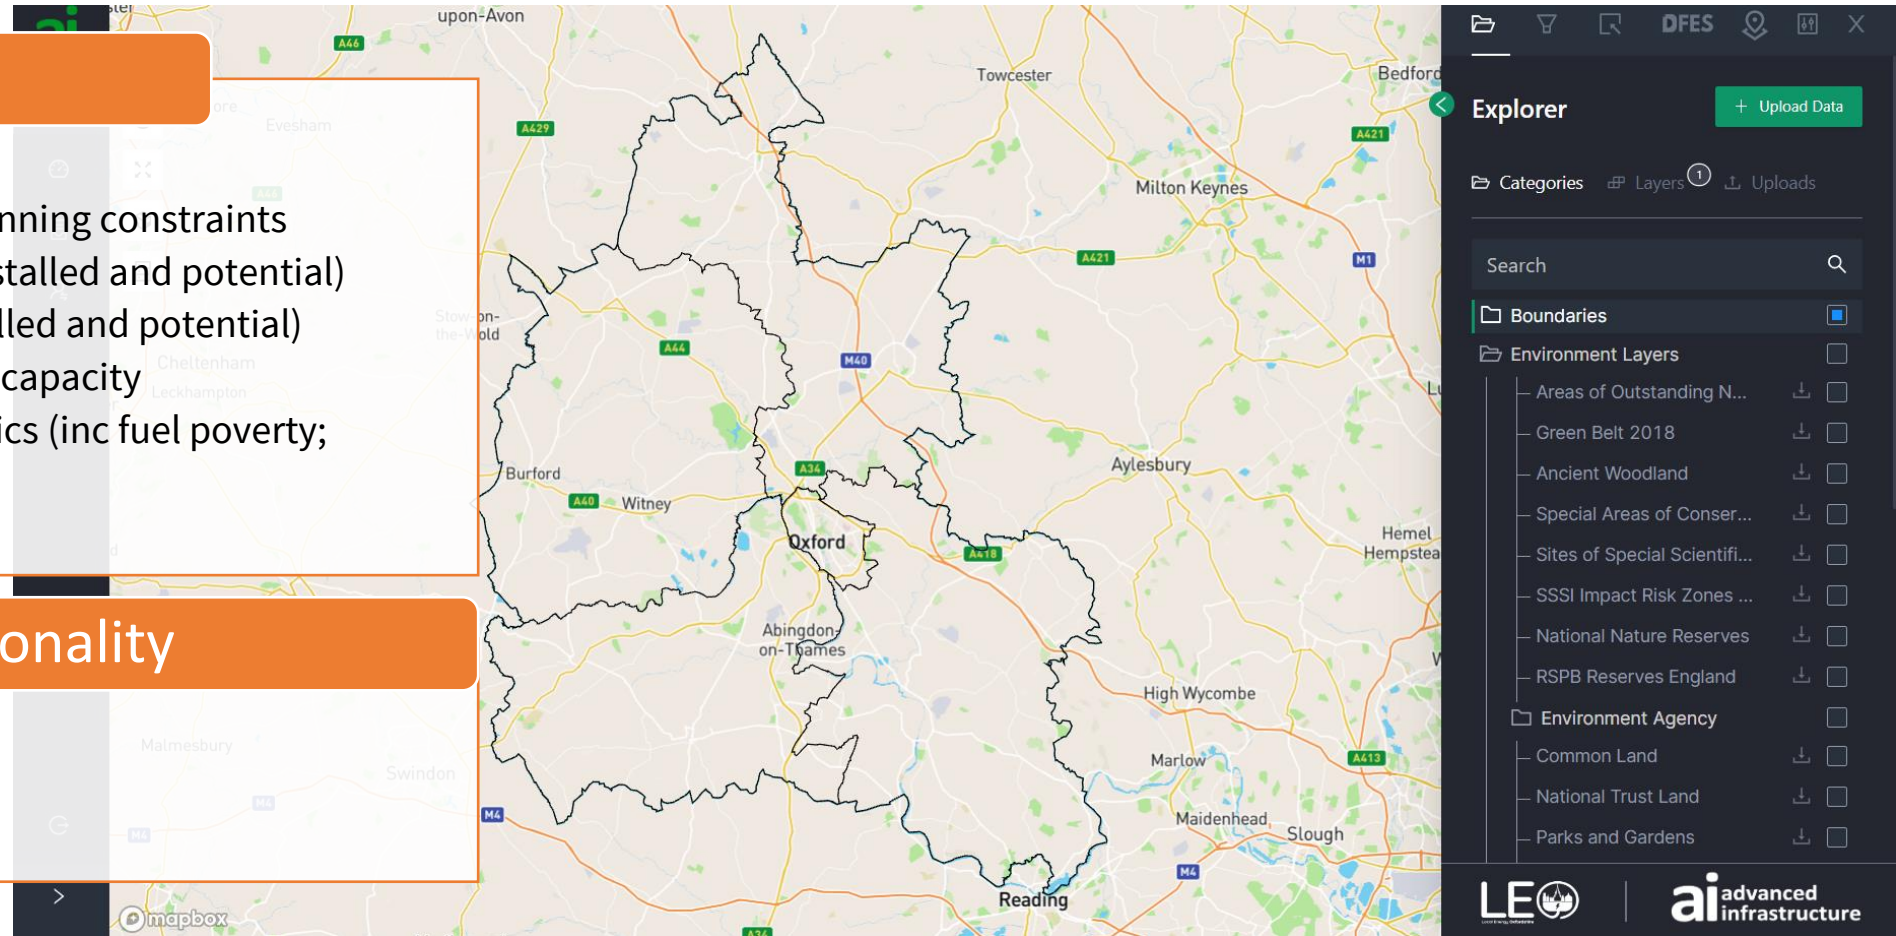 ai
upon-Avon
A46
Towcester
Bedford
Evesham
A429
A421
A46
Milton Keynes
nning constraints
stalled and potential)
lled and potential)
capacity
ics (inc fuel poverty;
A421
M1
Stow-on-
the-Wold
Cheltenham
Leckhampton
A44
M40
Burford
A34
Aylesbury
A40
Witney
Oxford
A418
Hemel
Hempstea
onality
Abingdon-
on-Thames
High Wycombe
Malmesbury
Swindon
Marlow
A413
M4
M4
M4
Maidenhead
Slough
M4
Reading
mapbox
A34
DFES
Explorer
+ Upload Data
Categories
Layers 1
Uploads
Search
Boundaries
Environment Layers
Areas of Outstanding N...
Green Belt 2018
Ancient Woodland
Special Areas of Conser...
Sites of Special Scientifi...
SSSI Impact Risk Zones ...
National Nature Reserves
RSPB Reserves England
Environment Agency
Common Land
National Trust Land
Parks and Gardens
LEO
ai advanced
infrastructure